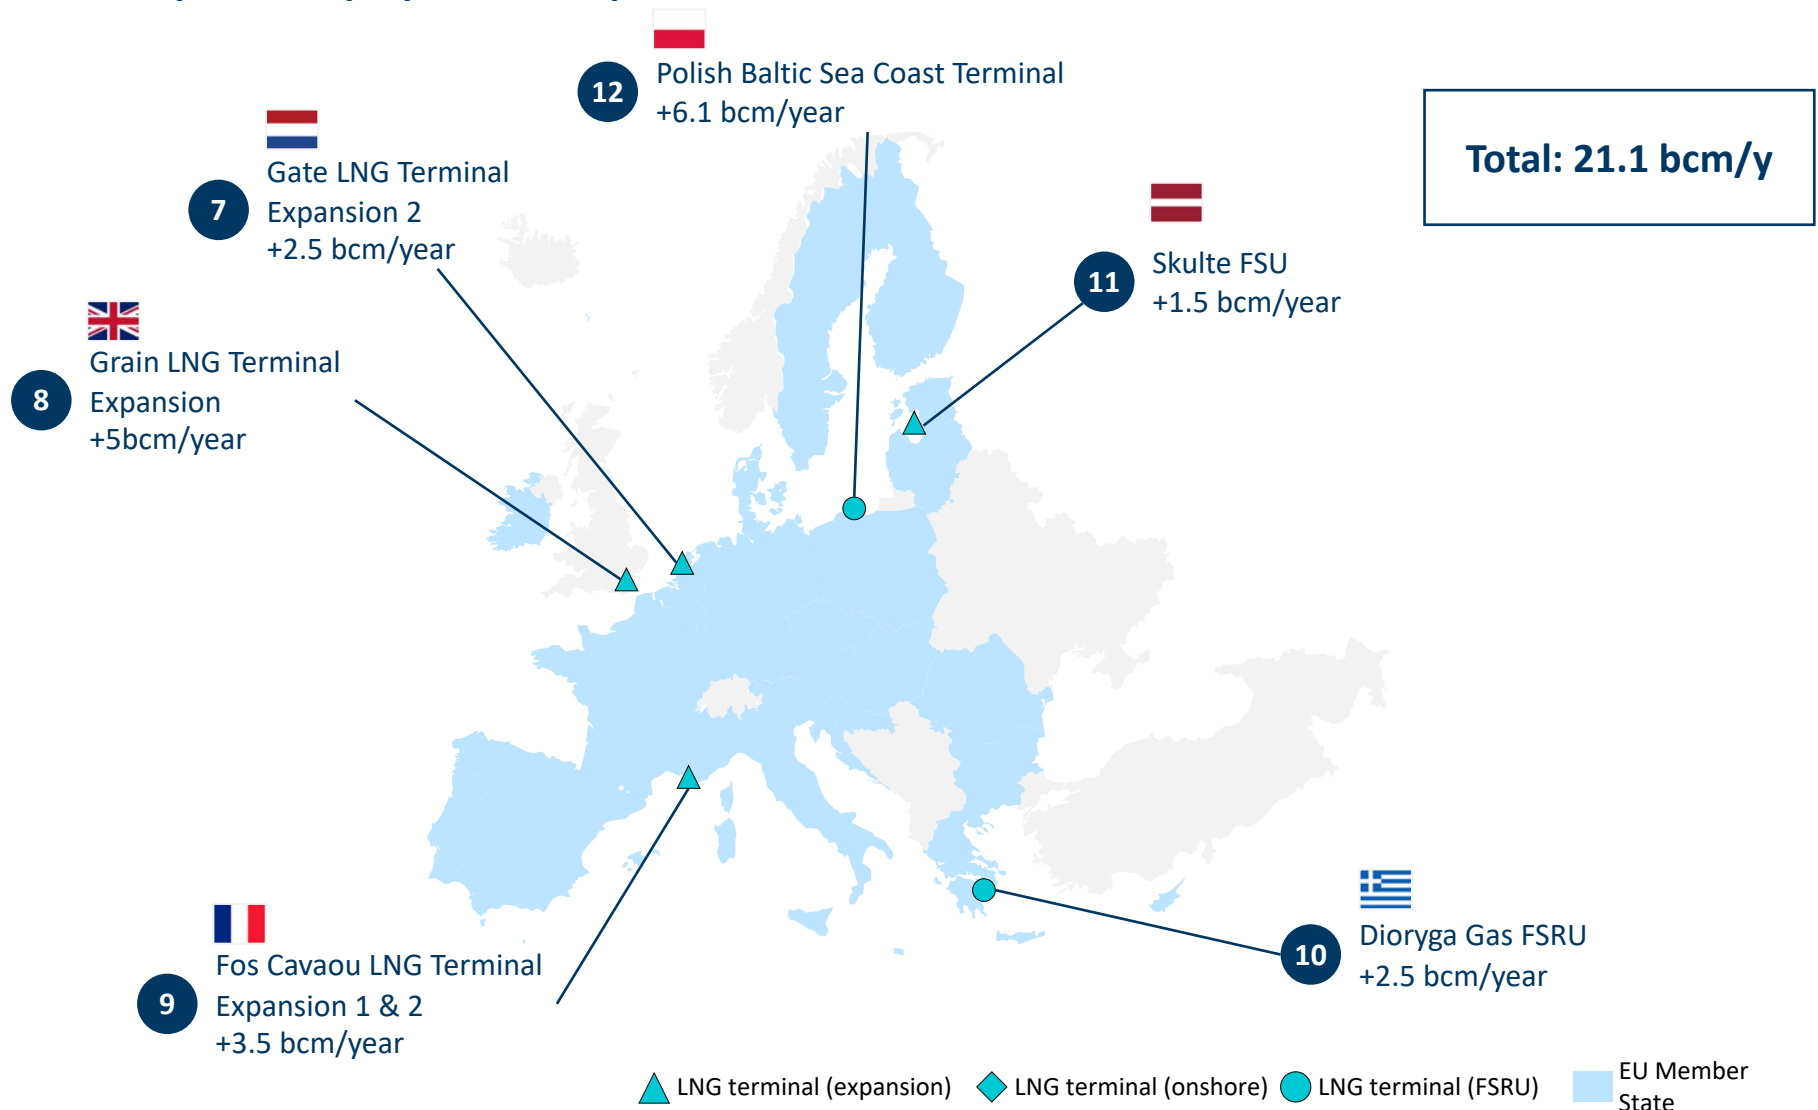 12
Polish Baltic Sea Coast Terminal
+6.1 bcm/year
Total: 21.1 bcm/y
7
Gate LNG Terminal
Expansion 2
+2.5 bcm/year
11
Skulte FSU
+1.5 bcm/year
8
Grain LNG Terminal
Expansion
+5bcm/year
9
Fos Cavaou LNG Terminal
Expansion 1 & 2
+3.5 bcm/year
10
Dioryga Gas FSRU
+2.5 bcm/year
LNG terminal (expansion)
LNG terminal (onshore)
LNG terminal (FSRU)
EU Member
State